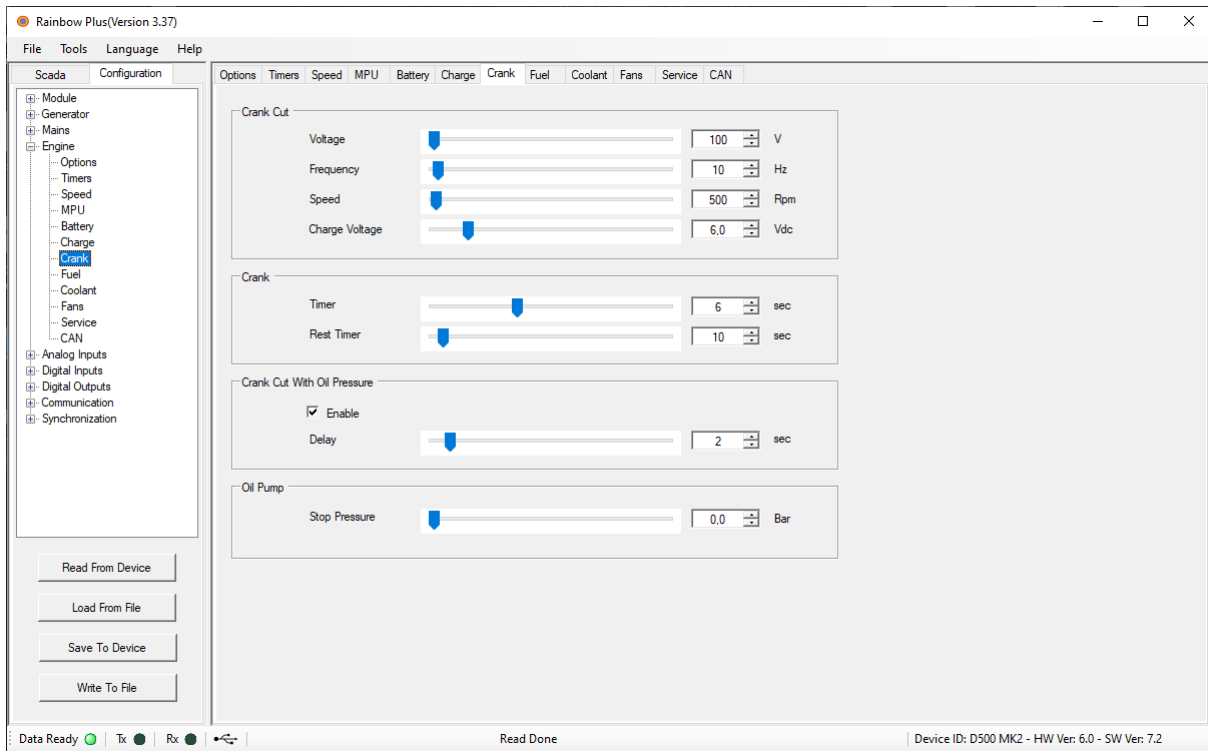 Rainbow Plus(Version 3.37)
File Tools Language Help
Scada Configuration
Options Timers Speed MPU Battery Charge Crank Fuel Coolant Fans Service CAN
Module
Generator
Mains
Engine
Options
Timers
Speed
MPU
Battery
Charge
Crank
Fuel
Coolant
Fans
Service
CAN
Analog Inputs
Digital Inputs
Digital Outputs
Communication
Synchronization
Read From Device
Load From File
Save To Device
Write To File
Crank Cut
Voltage 100 V
Frequency 10 Hz
Speed 500 Rpm
Charge Voltage 6,0 Vdc
Crank
Timer 6 sec
Rest Timer 10 sec
Crank Cut With Oil Pressure
Enable
Delay 2 sec
Oil Pump
Stop Pressure 0,0 Bar
Data Ready Tx Rx Read Done Device ID: D500 MK2 - HW Ver: 6.0 - SW Ver: 7.2